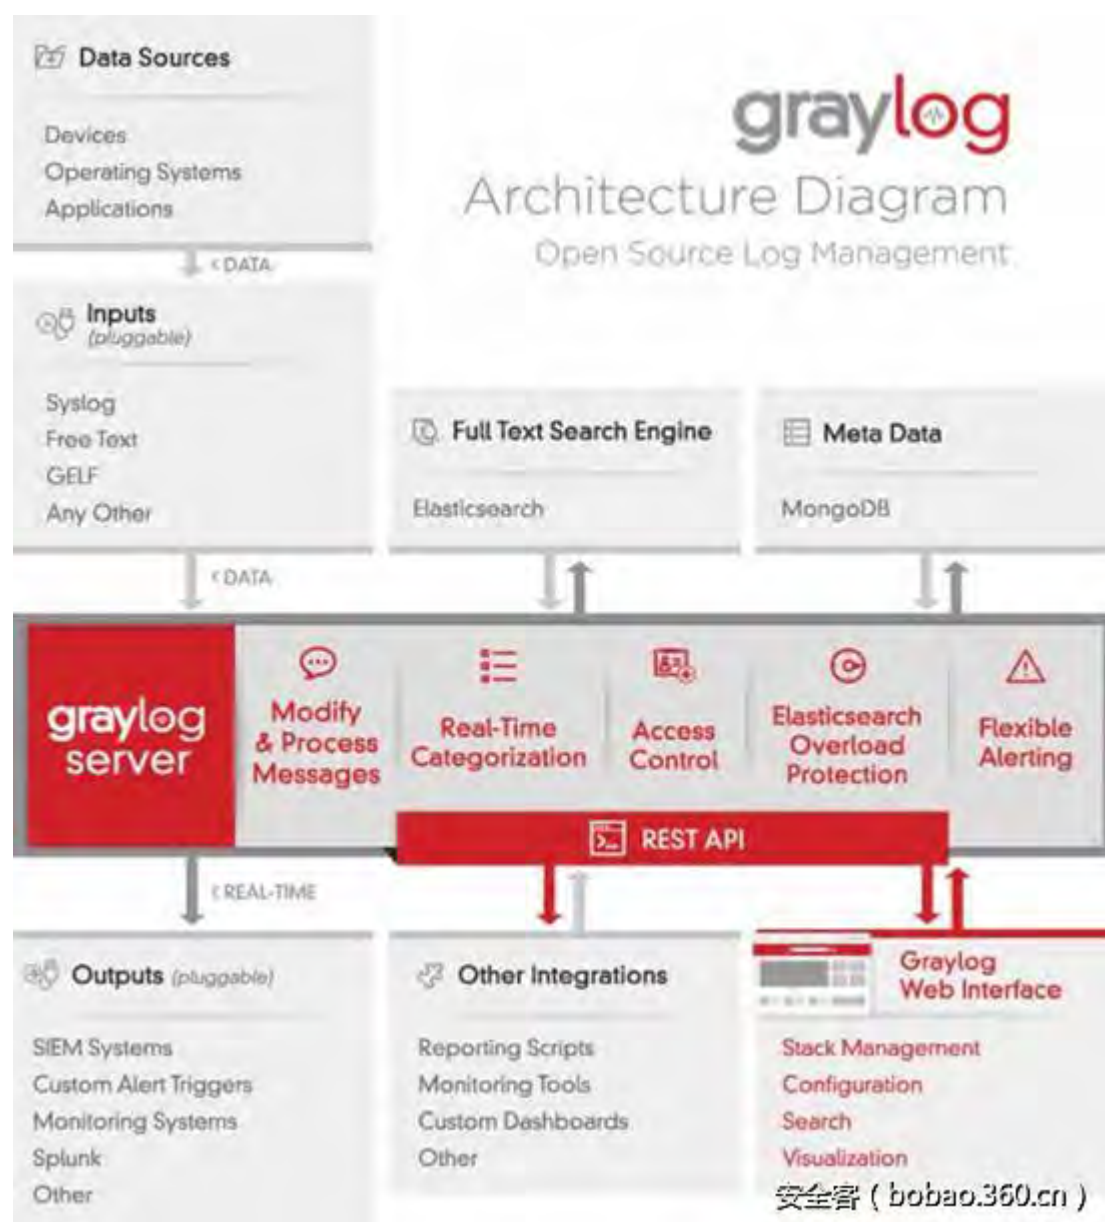 Data Sources
Devices
Operating Systems
Applications
graylog
Architecture Diagram
Open Source Log Management
< DATA
Inputs
(pluggable)
Syslog
Free Text
GELF
Any Other
Full Text Search Engine
Elasticsearch
Meta Data
MongoDB
< DATA
graylog
server
Modify
& Process
Messages
Real-Time
Categorization
Access
Control
Elasticsearch
Overload
Protection
Flexible
Alerting
REST API
< REAL-TIME
Outputs (pluggable)
SIEM Systems
Custom Alert Triggers
Monitoring Systems
Splunk
Other
Other Integrations
Reporting Scripts
Monitoring Tools
Custom Dashboards
Other
Graylog
Web Interface
Stack Management
Configuration
Search
Visualization
安全客（bobao.360.cn）